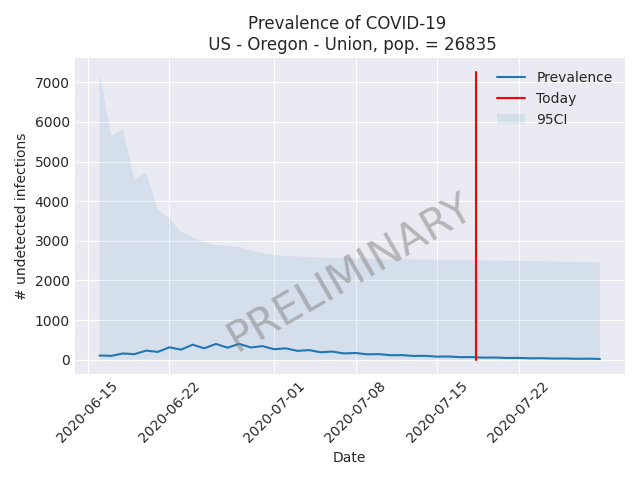 Prevalence of COVID-19
US - Oregon - Union, pop. = 26835
7000
6000
5000
4000
3000
2000
1000
0
# undetected infections
Prevalence
Today
95CI
PRELIMINARY
2020-06-15
2020-06-22
2020-07-01
2020-07-08
2020-07-15
2020-07-22
Date